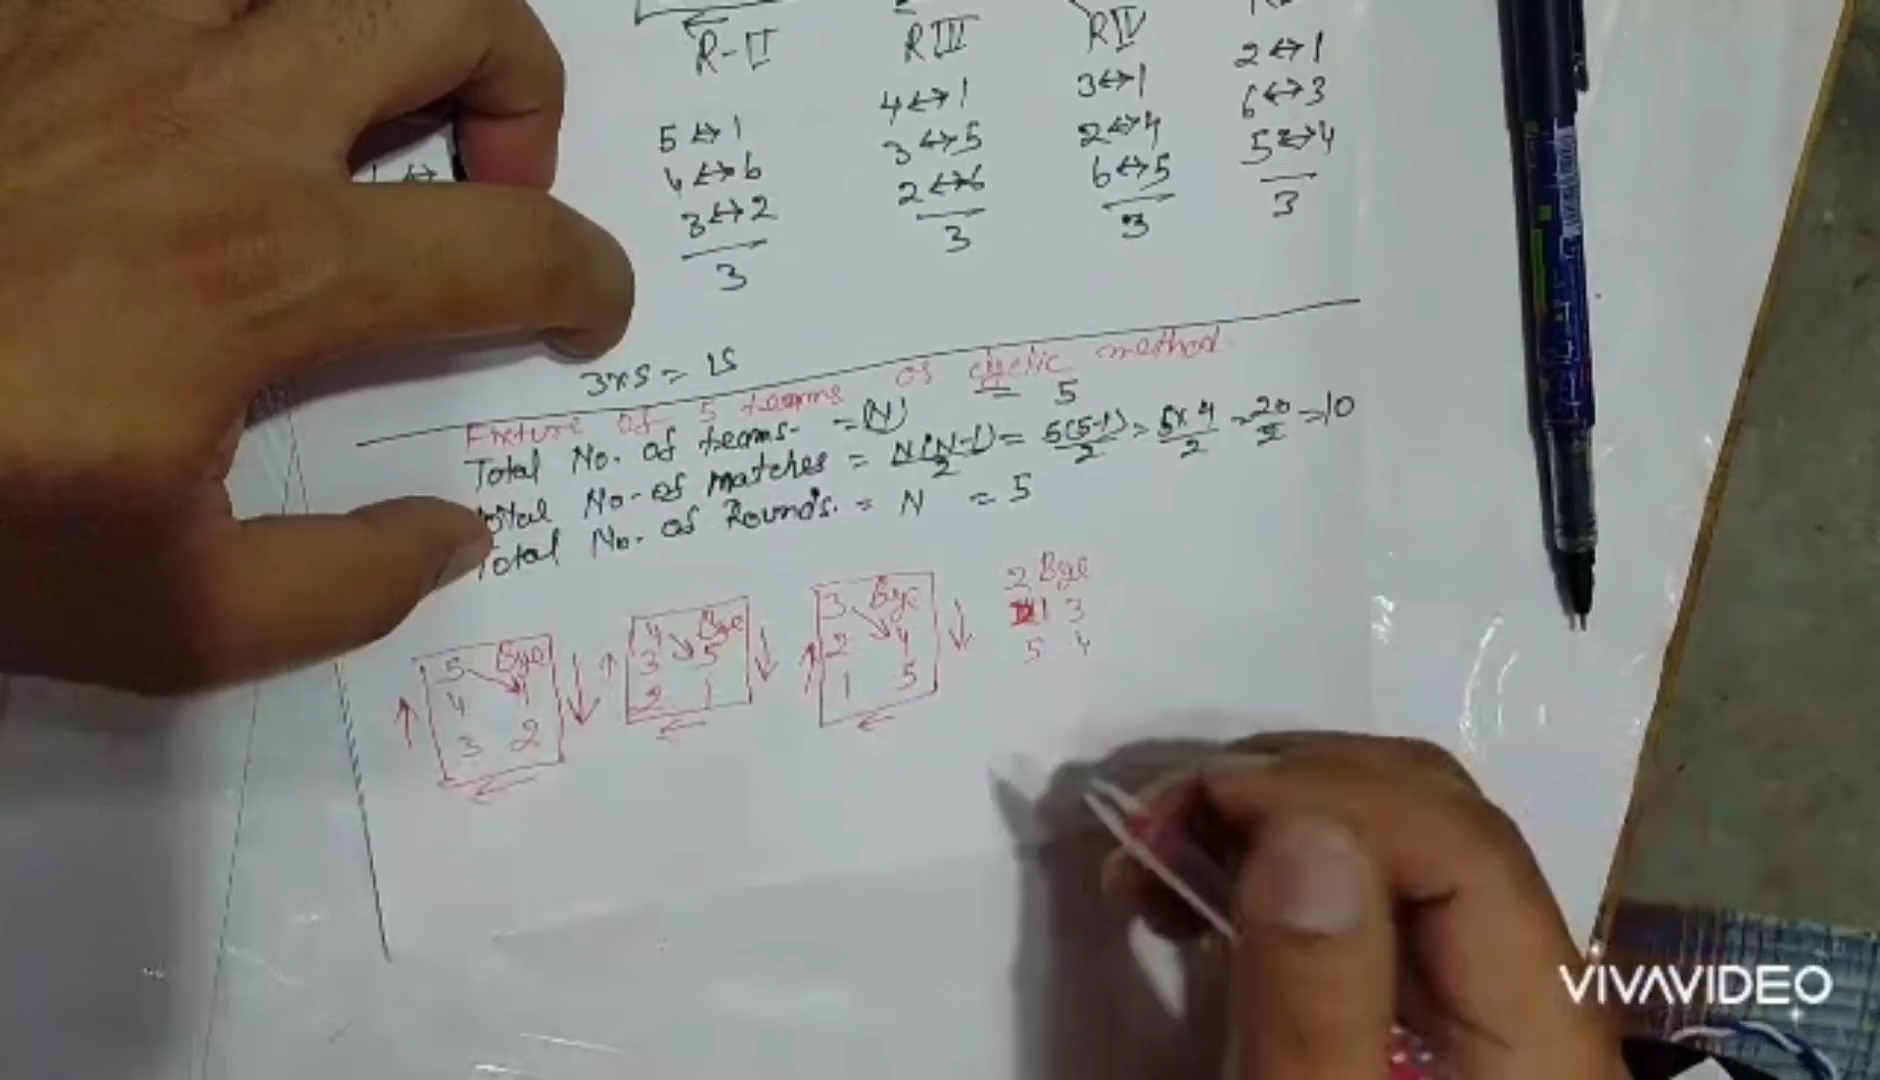 R-II RIII RIV
5↔1 4↔1 3↔1 2↔1
4↔6 3↔5 2↔4 6↔3
3↔2 2↔6 6↔5 5↔4
3 3 3 3
3×5=15
Fixture of 5 teams of cyclic method
Total No. of teams = (N) 5
Total No. of matches = N(N-1)/2 = 5(5-1)/2 = 5×4/2 = 20/2 = 10
Total No. of Rounds. = N = 5
5 Bye 4 Bye 3 Bye 2 Bye
4 1 3 5 2 4 1 3
3 2 2 1 1 5 5 4
VIVAVIDEO